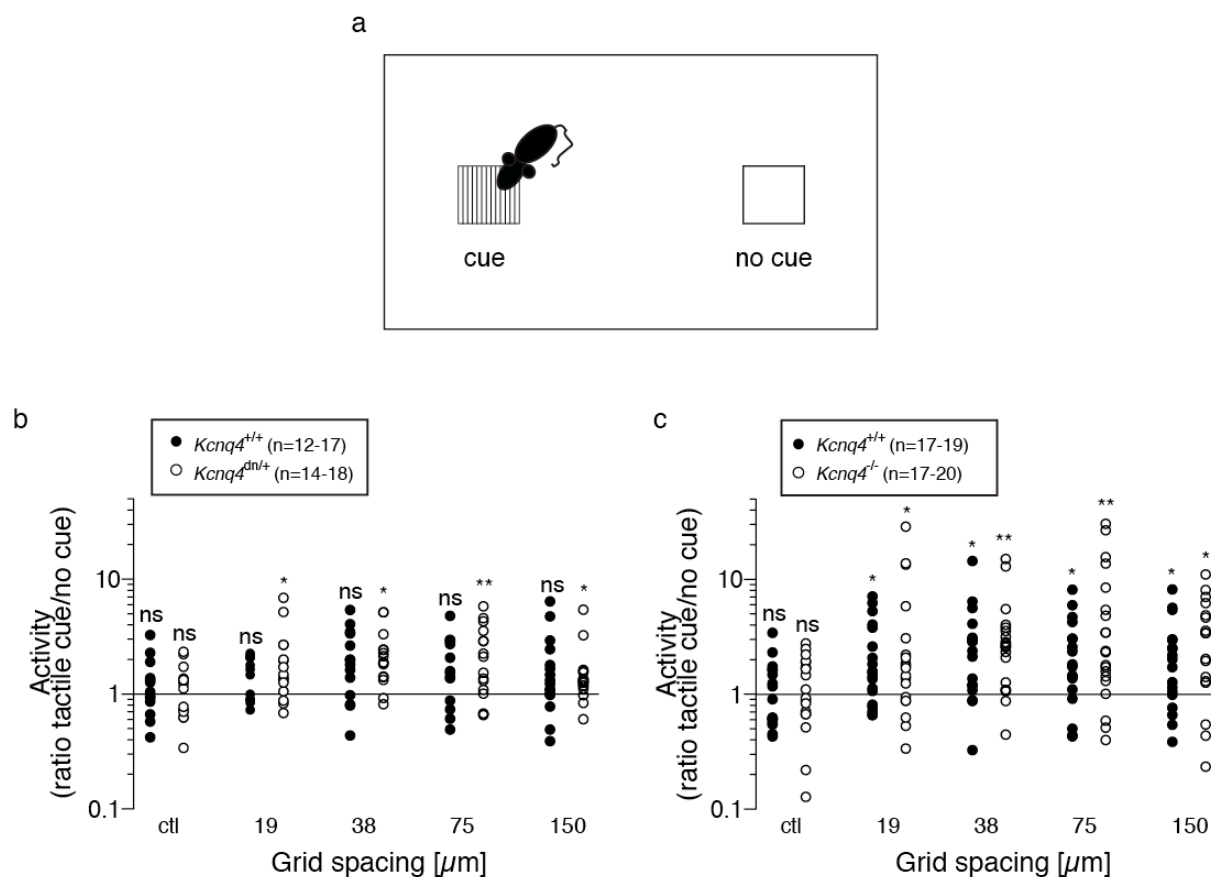 a
cue
no cue
b
Kcnq4+/+ (n=12-17)
Kcnq4dn/+ (n=14-18)
Activity
(ratio tactile cue/no cue)
10
1
0.1
ns
ns
ns
*
ns
*
ns
**
ns
*
ctl
19
38
75
150
Grid spacing [µm]
c
Kcnq4+/+ (n=17-19)
Kcnq4-/- (n=17-20)
Activity
(ratio tactile cue/no cue)
10
1
0.1
ns
ns
*
*
*
**
*
**
*
*
ctl
19
38
75
150
Grid spacing [µm]